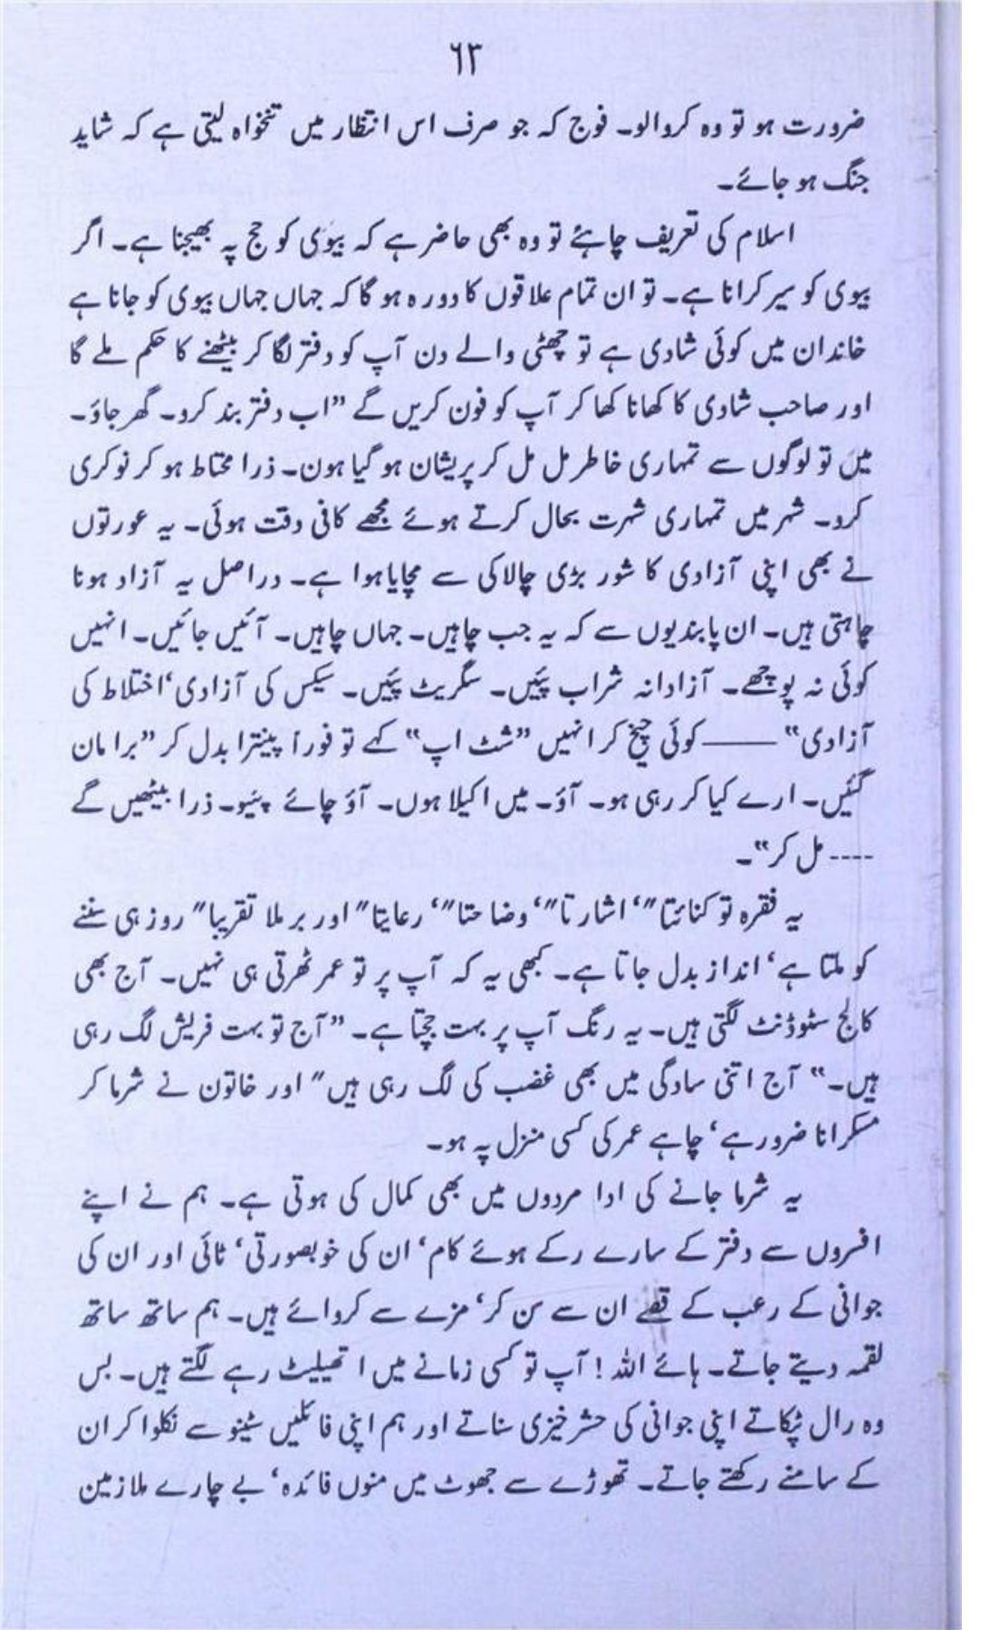 ٦٣
ضرورت ہو تو وہ کروالو۔ فوج کہ جو صرف اس انتظار میں تنخواہ لیتی ہے کہ شاید
جنگ ہو جائے۔
اسلام کی تعریف چاہئے تو وہ بھی حاضر ہے کہ بیوی کو حج پہ بھیجنا ہے۔ اگر
بیوی کو سیر کرانا ہے۔ تو ان تمام علاقوں کا دورہ ہو گا کہ جہاں جہاں بیوی کو جانا ہے
خاندان میں کوئی شادی ہے تو چھٹی والے دن آپ کو دفتر لگا کر بیٹھنے کا حکم ملے گا
اور صاحب شادی کا کھانا کھا کر آپ کو فون کریں گے ”اب دفتر بند کرو۔ گھر جاؤ۔
میں تو لوگوں سے تمہاری خاطر مل مل کر پریشان ہو گیا ہون۔ ذرا محتاط ہو کر نوکری
کرو۔ شہر میں تمہاری شہرت بحال کرتے ہوئے مجھے کافی دقت ہوئی۔ یہ عورتوں
نے بھی اپنی آزادی کا شور بڑی چالاکی سے مچایا ہوا ہے۔ دراصل یہ آزاد ہونا
چاہتی ہیں۔ ان پابندیوں سے کہ یہ جب چاہیں۔ جہاں چاہیں۔ آئیں جائیں۔ انہیں
کوئی نہ پوچھے۔ آزادانہ شراب پئیں۔ سگریٹ پئیں۔ سیکس کی آزادی‘ اختلاط کی
آزادی“ ——— کوئی چیخ کر انہیں ”شٹ اپ“ کہے تو فوراً پینترا بدل کر ”برا مان
گئیں۔ ارے کیا کر رہی ہو۔ آؤ۔ میں اکیلا ہوں۔ آؤ چائے پیئو۔ ذرا بیٹھیں گے
---- مل کر“۔
یہ فقرہ تو کنائتا"‘ اشارتا"‘ وضاحتا"‘ رعایتا" اور برملا تقریبا" روز ہی سننے
کو ملتا ہے‘ انداز بدل جاتا ہے۔ کبھی یہ کہ آپ پر تو عمر ٹھرتی ہی نہیں۔ آج بھی
کالج سٹوڈنٹ لگتی ہیں۔ یہ رنگ آپ پر بہت جچتا ہے۔ ”آج تو بہت فریش لگ رہی
ہیں۔“ آج اتنی سادگی میں بھی غضب کی لگ رہی ہیں" اور خاتون نے شرما کر
مسکرانا ضرور ہے‘ چاہے عمر کی کسی منزل پہ ہو۔
یہ شرما جانے کی ادا مردوں میں بھی کمال کی ہوتی ہے۔ ہم نے اپنے
افسروں سے دفتر کے سارے رکے ہوئے کام‘ ان کی خوبصورتی‘ ٹائی اور ان کی
جوانی کے رعب کے قصے ان سے سن کر‘ مزے سے کروائے ہیں۔ ہم ساتھ ساتھ
لقمہ دیتے جاتے۔ ہائے اللہ ! آپ تو کسی زمانے میں اتھیلیٹ رہے لگتے ہیں۔ بس
وہ رال ٹپکاتے اپنی جوانی کی حشر خیزی سناتے اور ہم اپنی فائلیں سٹینو سے نکلوا کر ان
کے سامنے رکھتے جاتے۔ تھوڑے سے جھوٹ میں منوں فائدہ‘ بے چارے ملازمین